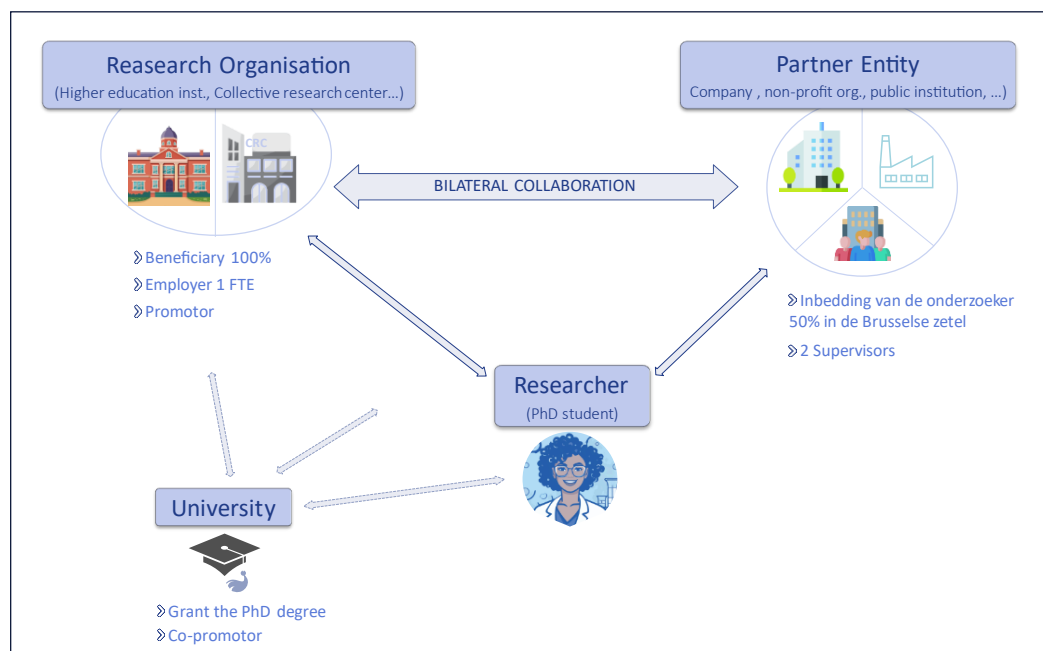 Reasearch Organisation
(Higher education inst., Collective research center...)
Partner Entity
Company , non-profit org., public institution, ...)
CRC
BILATERAL COLLABORATION
Beneficiary 100%
Employer 1 FTE
Promotor
Inbedding van de onderzoeker
50% in de Brusselse zetel
2 Supervisors
Researcher
(PhD student)
University
Grant the PhD degree
Co-promotor